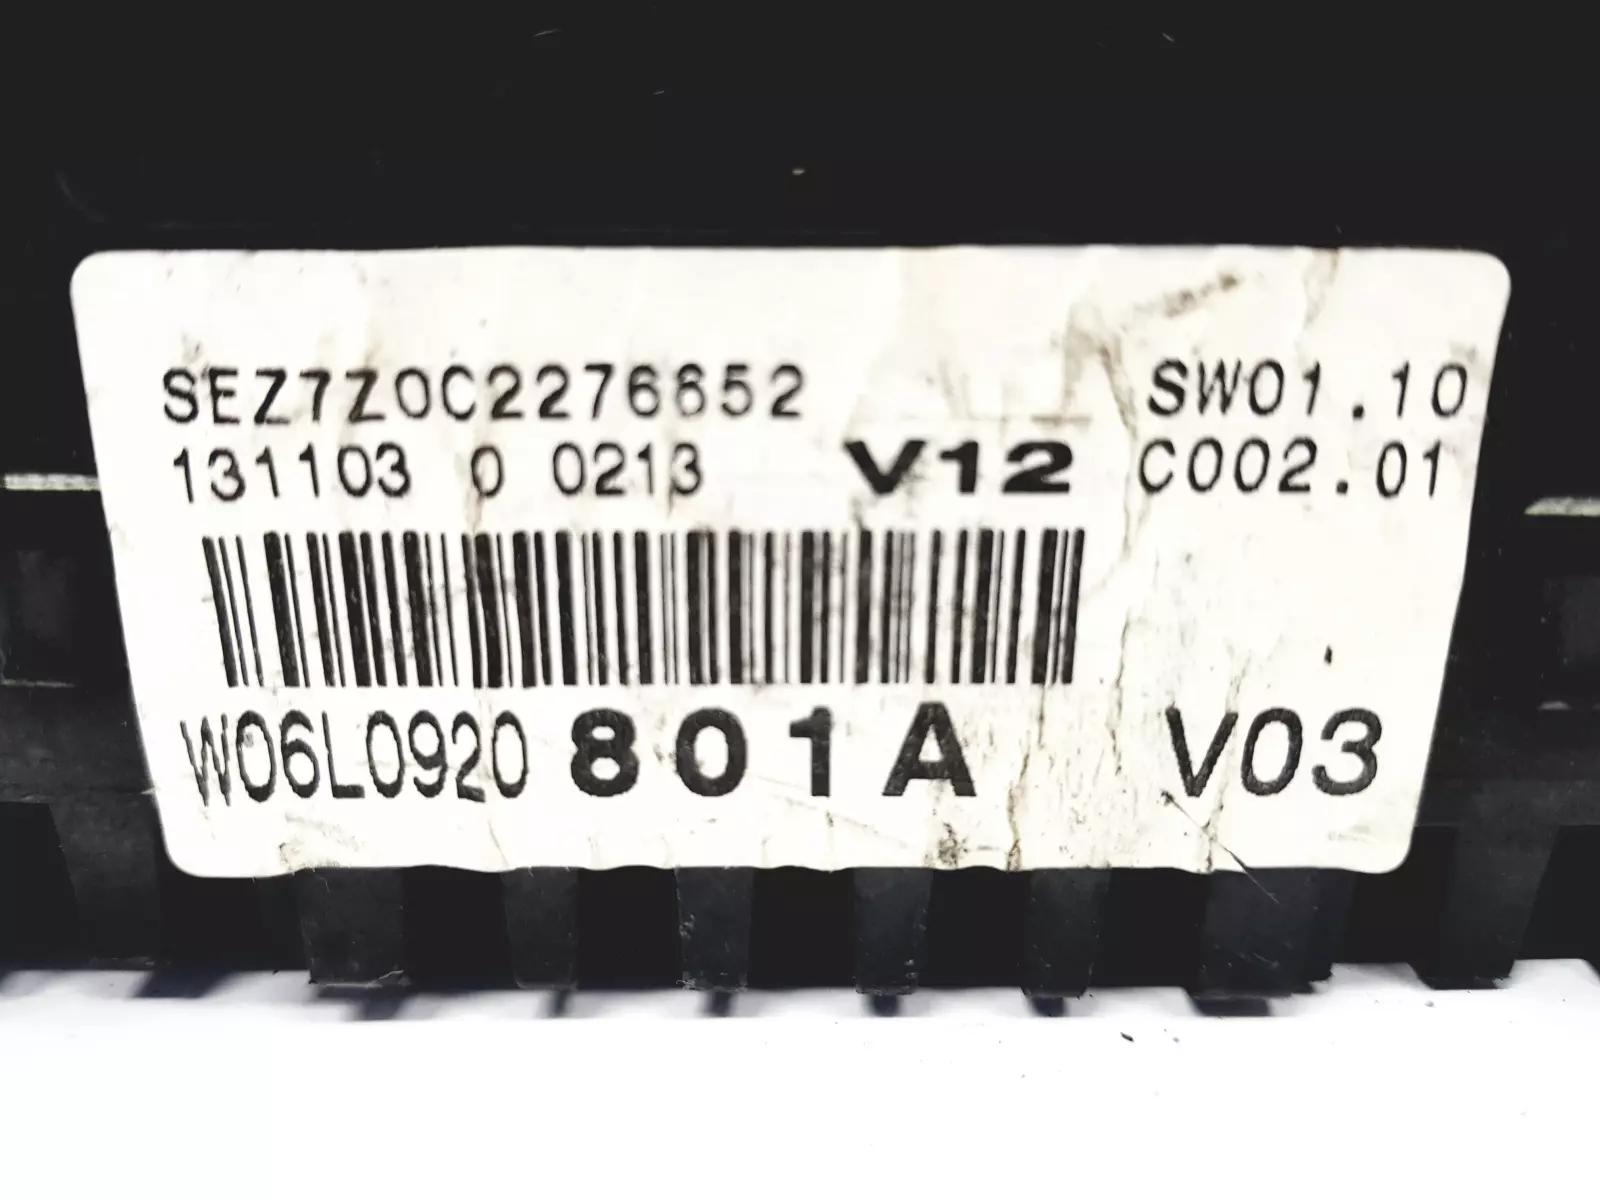 SEZ7Z0C2276652 SW01.10
131103 0 0213 V12 C002.01
W06L0920 801A V03